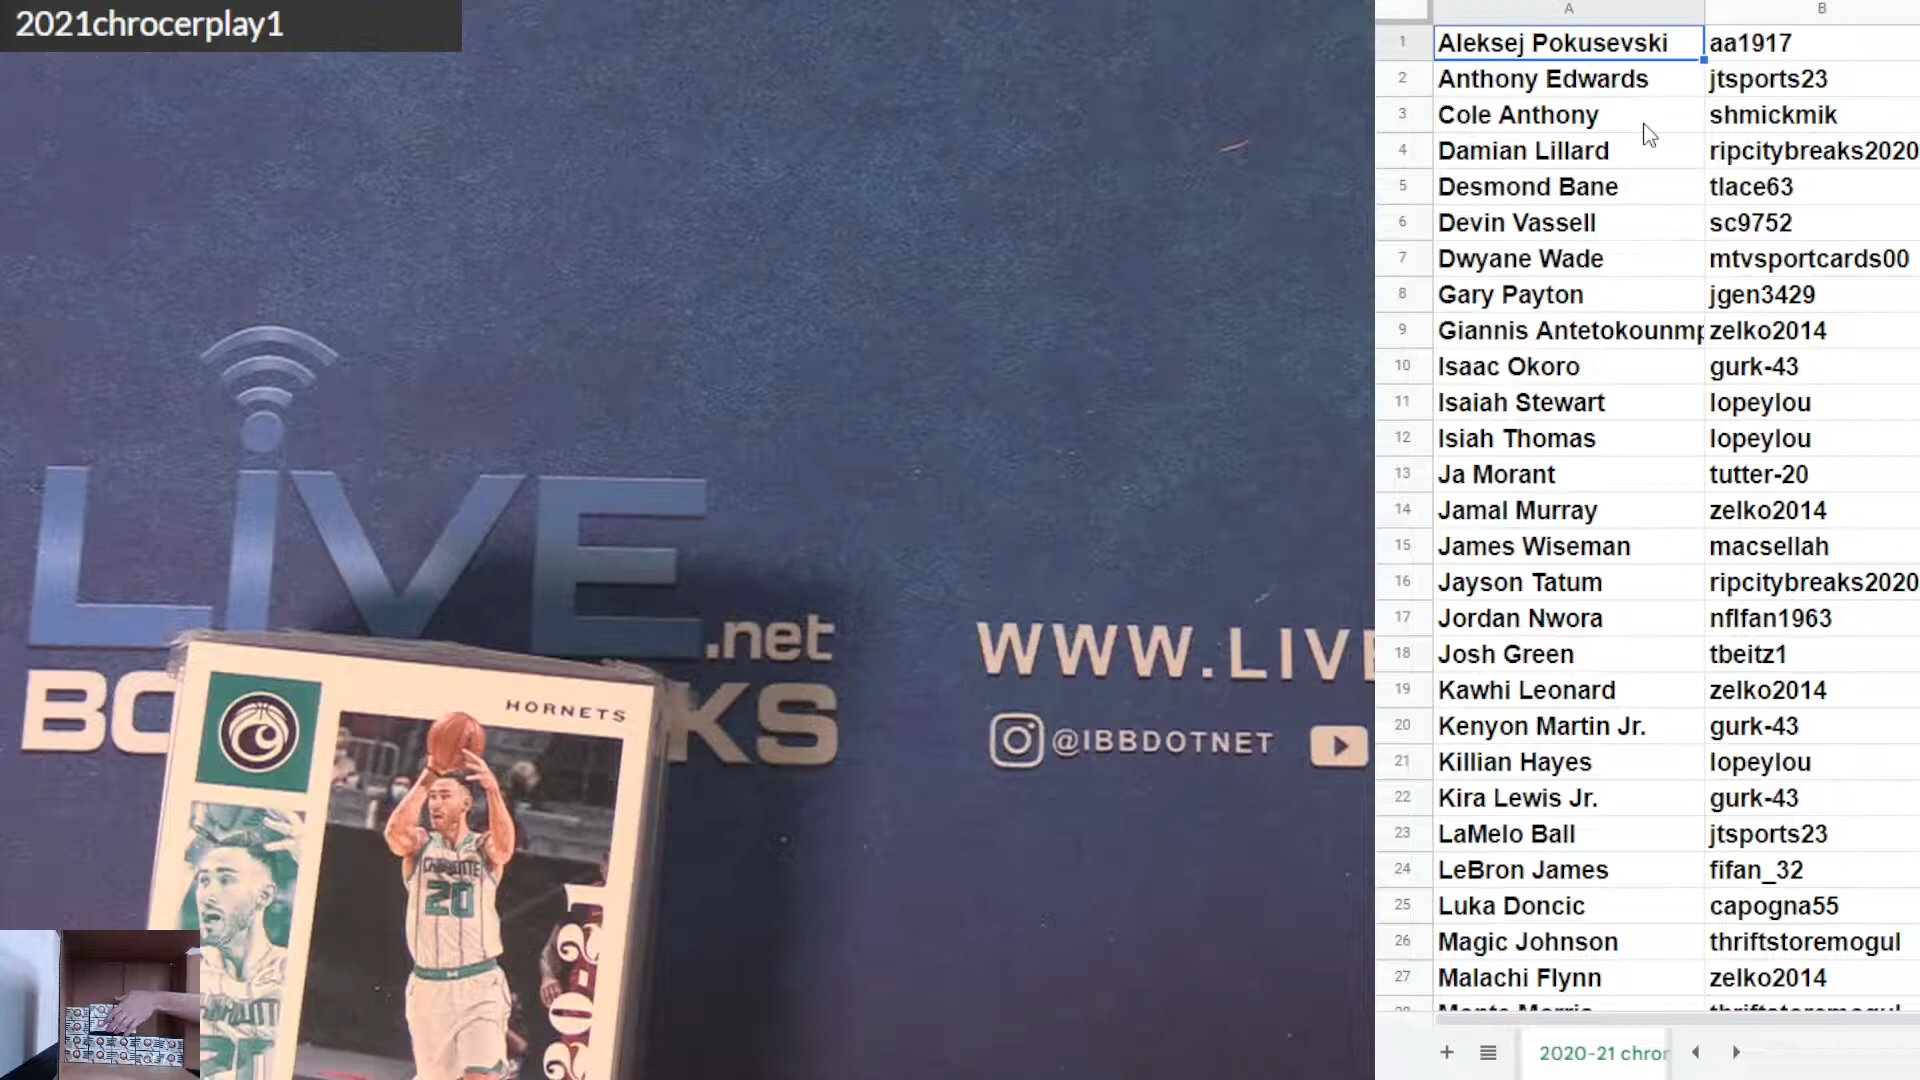 2021chrocerplay1
LiVE
.net
BO KS
WWW.LIVE
@IBBDOTNET
HORNETS
CHARLOTTE
20
20-21
A B
1 Aleksej Pokusevski aa1917
2 Anthony Edwards jtsports23
3 Cole Anthony shmickmik
4 Damian Lillard ripcitybreaks2020
5 Desmond Bane tlace63
6 Devin Vassell sc9752
7 Dwyane Wade mtvsportcards00
8 Gary Payton jgen3429
9 Giannis Antetokounmp zelko2014
10 Isaac Okoro gurk-43
11 Isaiah Stewart lopeylou
12 Isiah Thomas lopeylou
13 Ja Morant tutter-20
14 Jamal Murray zelko2014
15 James Wiseman macsellah
16 Jayson Tatum ripcitybreaks2020
17 Jordan Nwora nflfan1963
18 Josh Green tbeitz1
19 Kawhi Leonard zelko2014
20 Kenyon Martin Jr. gurk-43
21 Killian Hayes lopeylou
22 Kira Lewis Jr. gurk-43
23 LaMelo Ball jtsports23
24 LeBron James fifan_32
25 Luka Doncic capogna55
26 Magic Johnson thriftstoremogul
27 Malachi Flynn zelko2014
2020-21 chror